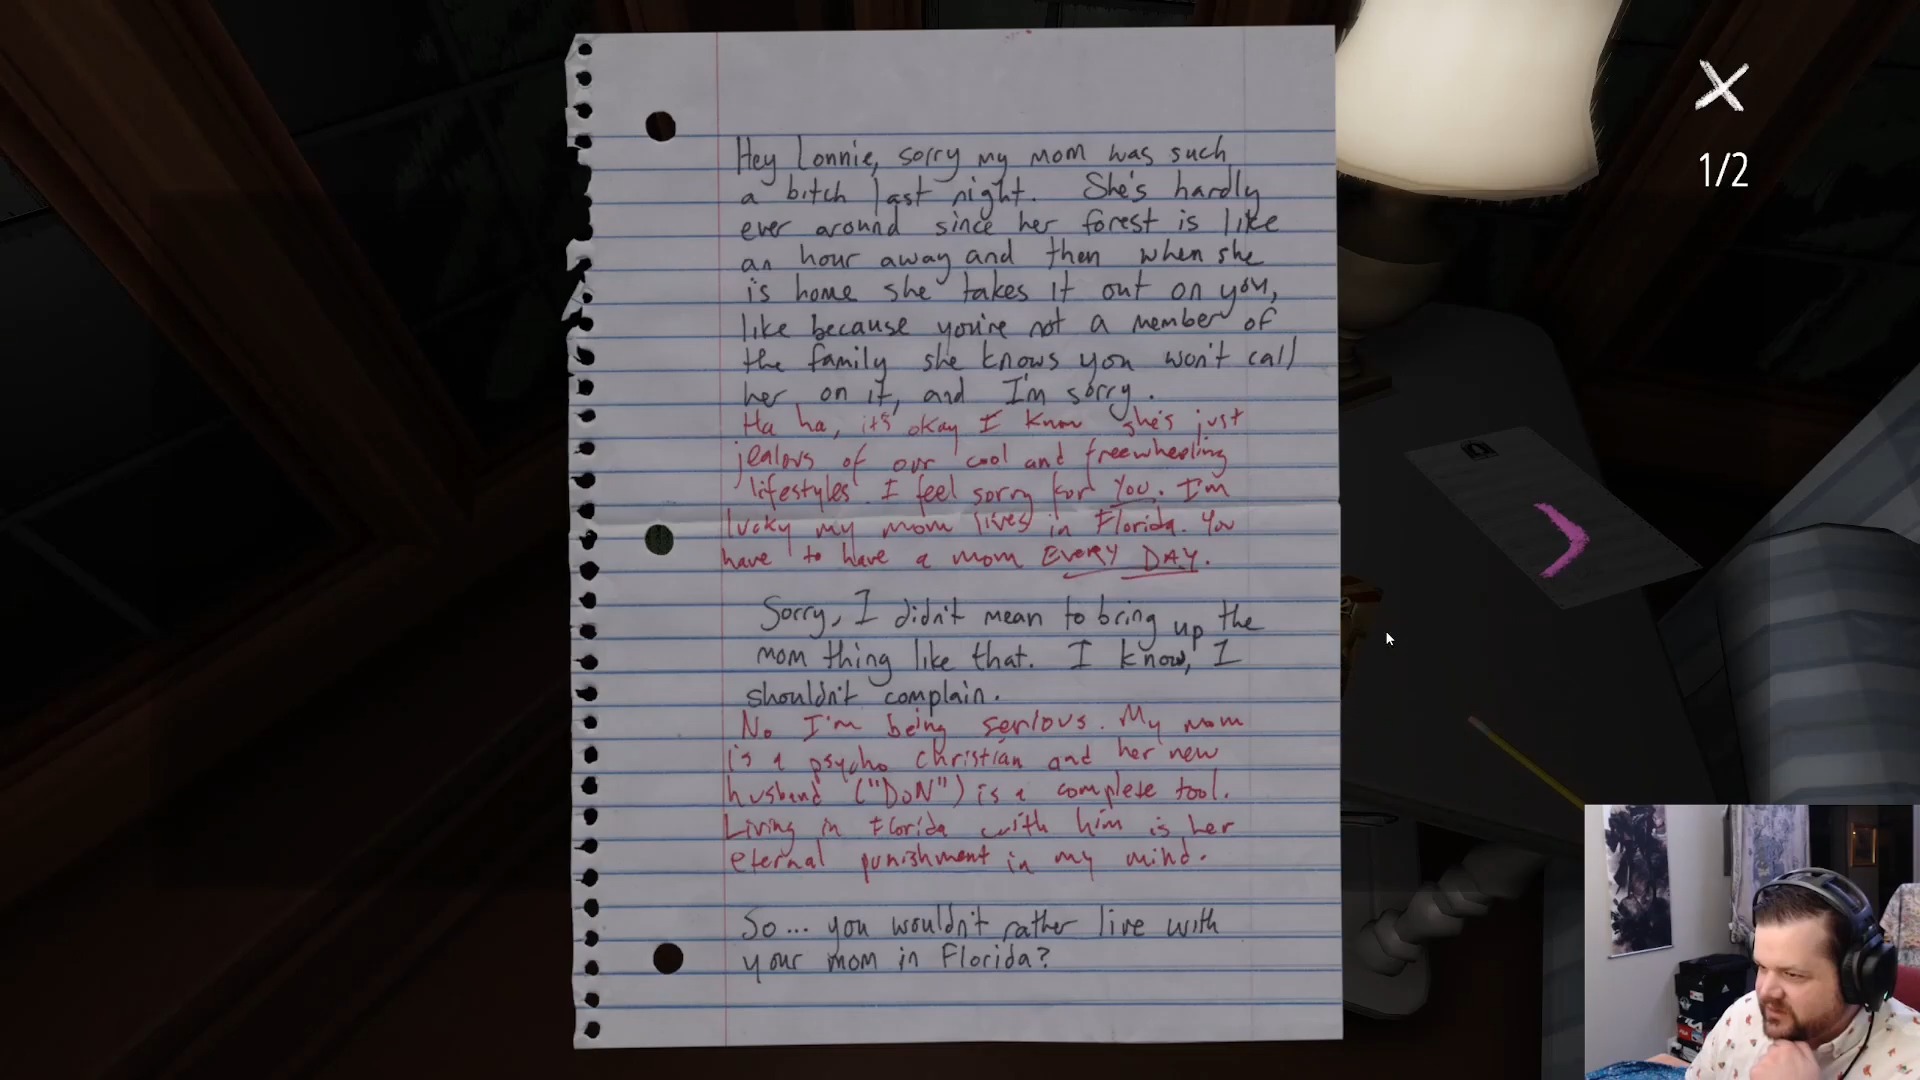 1/2
Hey Lonnie, sorry my mom was such
a bitch last night. She's hardly
ever around since her forest is like
an hour away and then when she
is home she takes it out on you,
like because you're not a member of
the family she knows you won't call
her on it, and I'm sorry.
Ha ha, it's okay I know she's just
jealous of our cool and freewheeling
lifestyles. I feel sorry for YOU. I'm
lucky my mom lives in Florida. You
have to have a mom EVERY DAY.
Sorry, I didn't mean to bring up the
mom thing like that. I know, I
shouldn't complain.
No I'm being serious. My mom
is a psycho Christian and her new
husband ("DON") is a complete tool.
Living in Florida with him is her
eternal punishment in my mind.
So... you wouldn't rather live with
your mom in Florida?